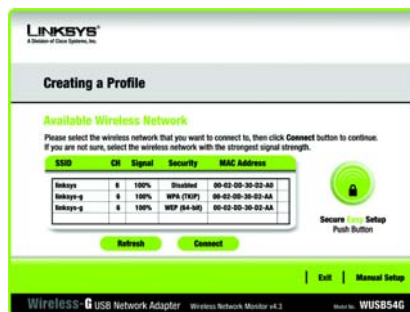 LINKSYS®
A Division of Cisco Systems, Inc.
Creating a Profile
Available Wireless Network
Please select the wireless network that you want to connect to, then click Connect button to continue.
If you are not sure, select the wireless network with the strongest signal strength.
SSID CH Signal Security MAC Address
linksys 6 100% Disabled 00-02-DD-30-D2-A0
linksys-g 6 100% WPA (TKIP) 00-02-DD-30-D2-AA
linksys-g 6 100% WEP (64-bit) 00-02-DD-30-D2-AA
Refresh Connect
Secure Easy Setup
Push Button
Exit Manual Setup
Wireless-G USB Network Adapter Wireless Network Monitor v4.3 Model No. WUSB54G